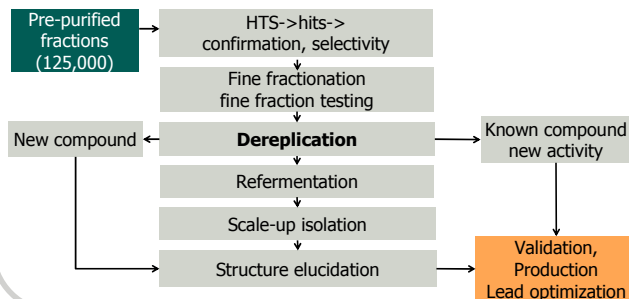 Pre-purified
fractions
(125,000)
HTS->hits->
confirmation, selectivity
Fine fractionation
fine fraction testing
New compound
Dereplication
Known compound
new activity
Refermentation
Scale-up isolation
Structure elucidation
Validation,
Production
Lead optimization